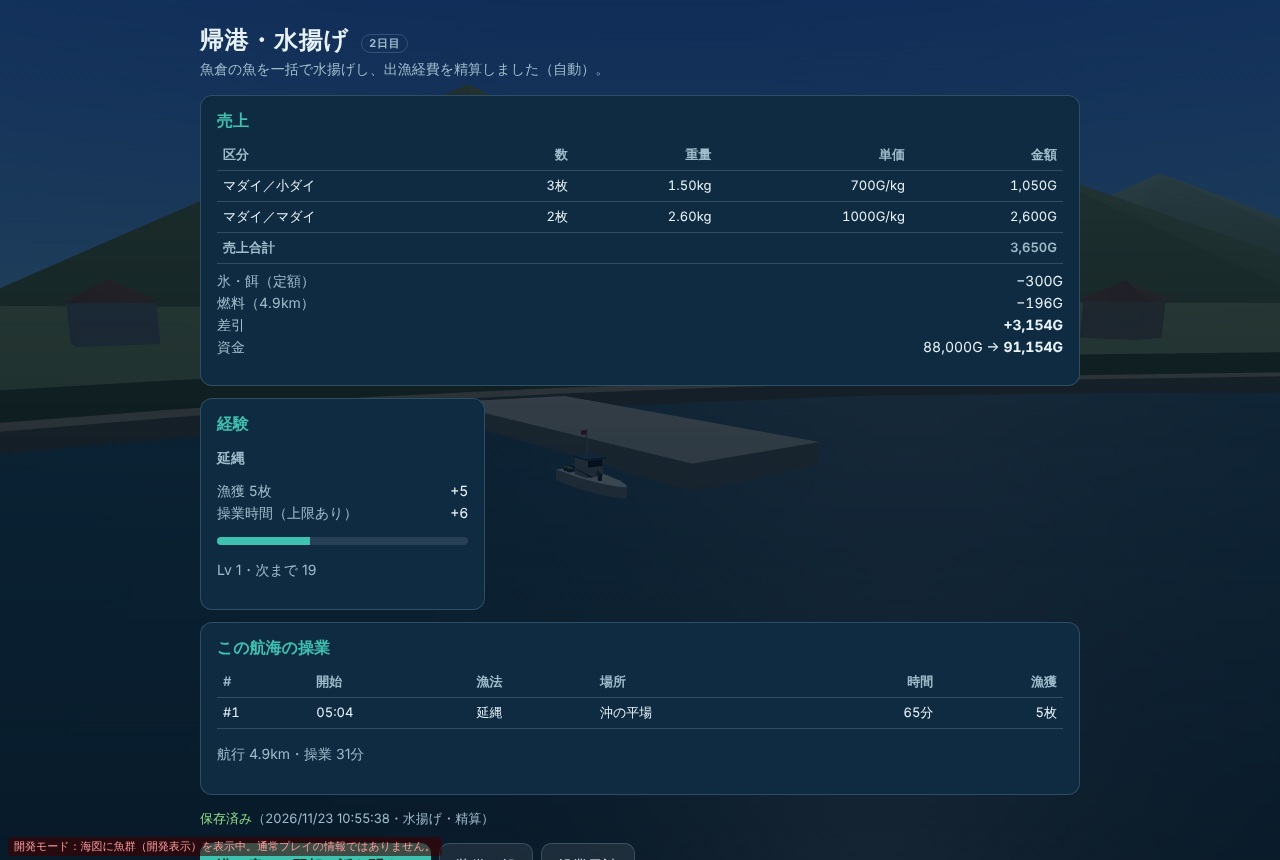 帰港・水揚げ 2日目
魚倉の魚を一括で水揚げし、出漁経費を精算しました（自動）。
売上
区分 数 重量 単価 金額
マダイ／小ダイ 3枚 1.50kg 700G/kg 1,050G
マダイ／マダイ 2枚 2.60kg 1000G/kg 2,600G
売上合計 3,650G
氷・餌（定額） −300G
燃料（4.9km） −196G
差引 +3,154G
資金 88,000G → 91,154G
経験
延縄
漁獲 5枚 +5
操業時間（上限あり） +6
Lv 1・次まで 19
この航海の操業
# 開始 漁法 場所 時間 漁獲
#1 05:04 延縄 沖の平場 65分 5枚
航行 4.9km・操業 31分
保存済み（2026/11/23 10:55:38・水揚げ・精算）
開発モード：海図に魚群（開発表示）を表示中。通常プレイの情報ではありません。